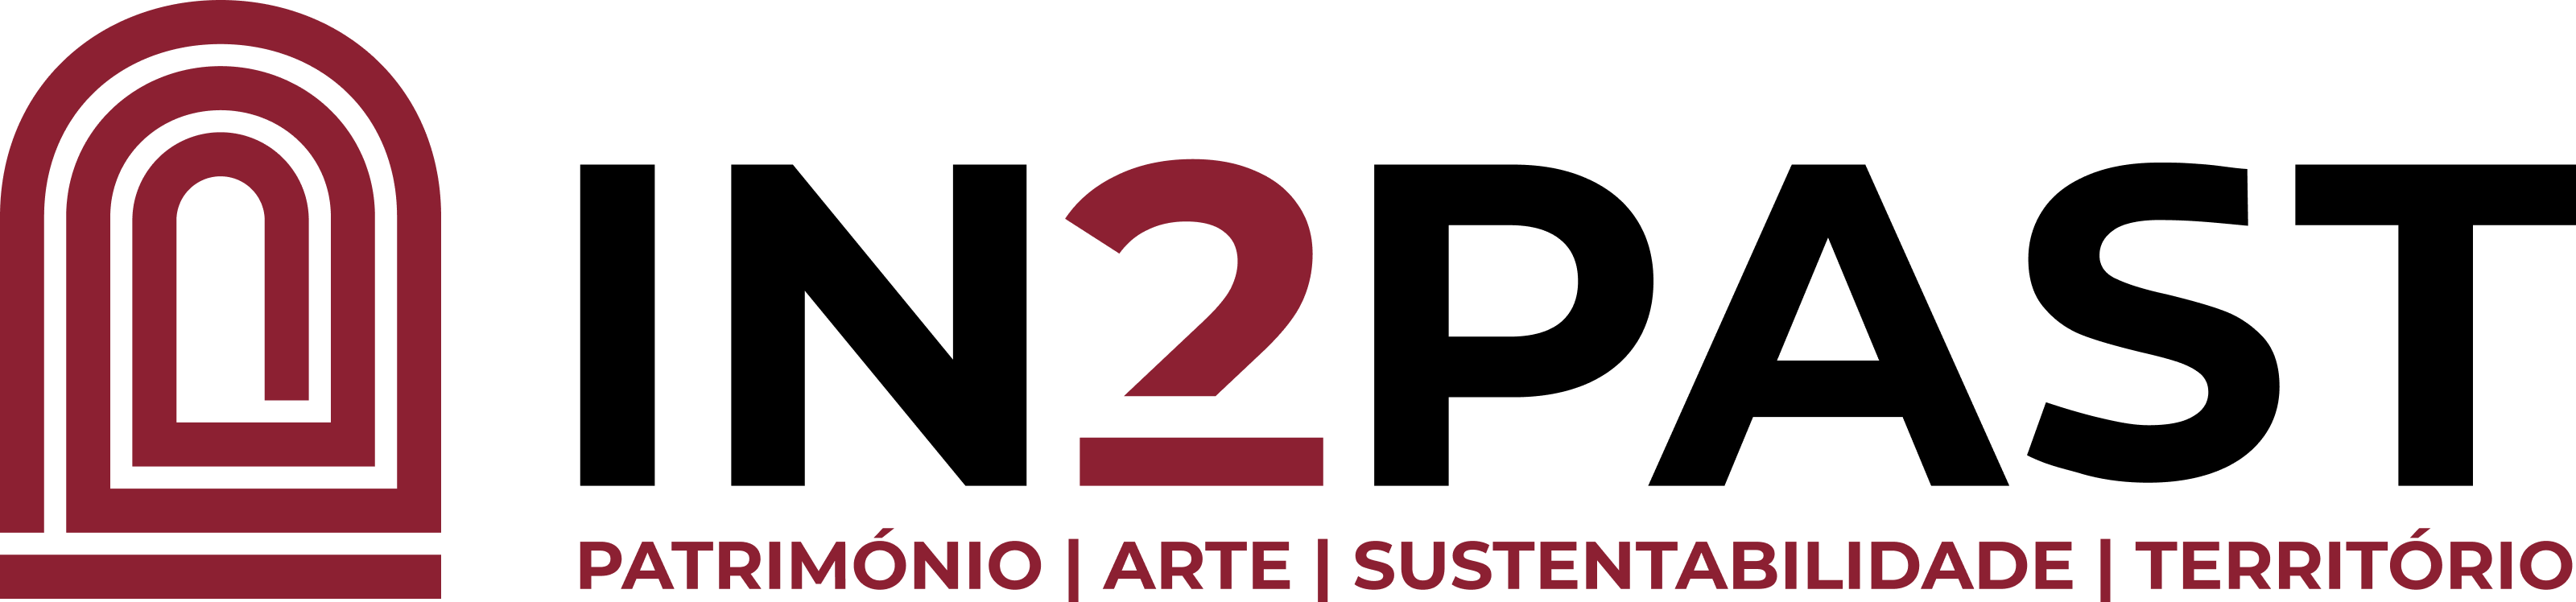 IN2PAST
PATRIMÓNIO | ARTE | SUSTENTABILIDADE | TERRITÓRIO